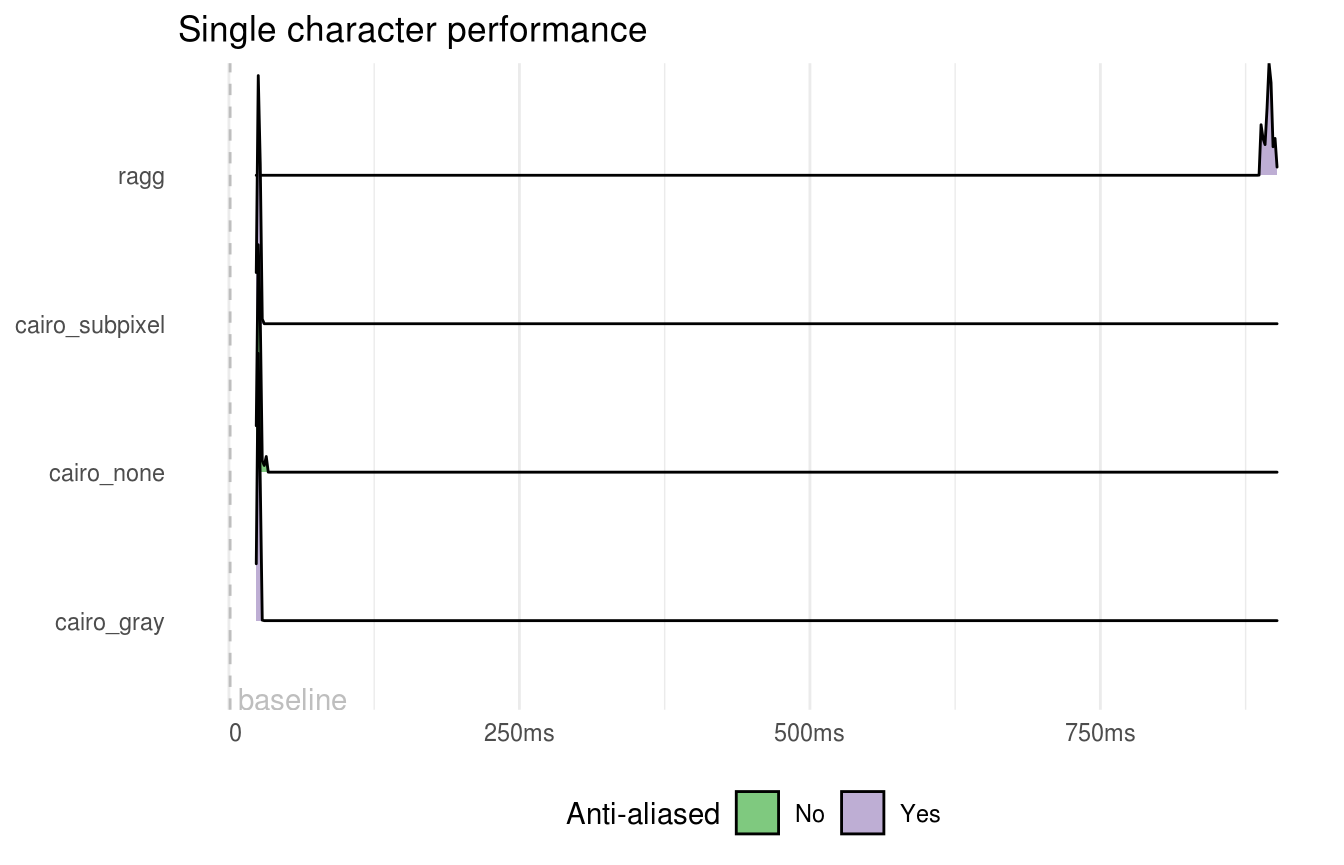 Single character performance
ragg
cairo_subpixel
cairo_none
cairo_gray
baseline
0 250ms 500ms 750ms
Anti-aliased No Yes